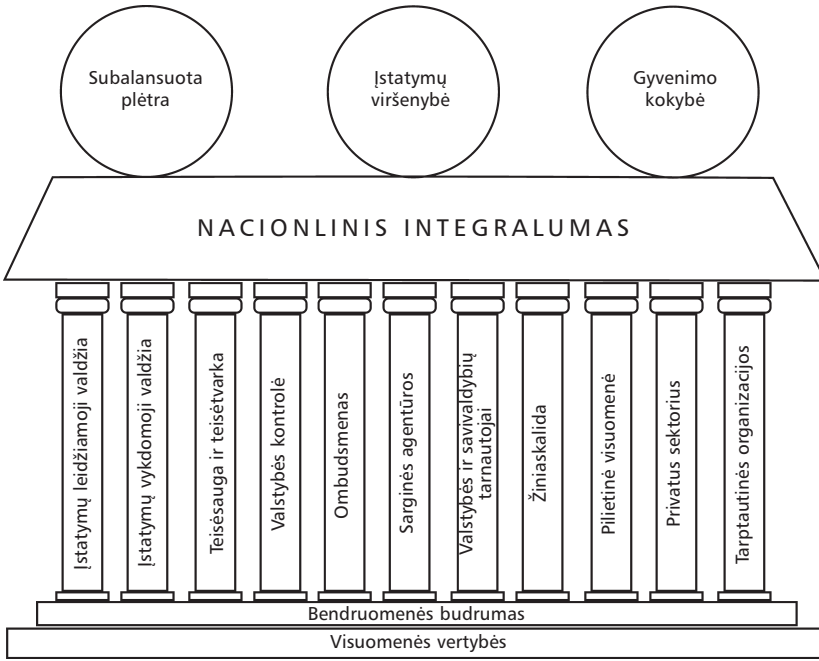 Subalansuota
plėtra
Įstatymų
viršenybė
Gyvenimo
kokybė
NACIONLINIS INTEGRALUMAS
Įstatymų leidžiamoji valdžia
Įstatymų vykdomoji valdžia
Teisėsauga ir teisėtvarka
Valstybės kontrolė
Ombudsmenas
Sarginės agentūros
Valstybės ir savivaldybių
tarnautojai
Žiniaskalida
Pilietinė visuomenė
Privatus sektorius
Tarptautinės organizacijos
Bendruomenės budrumas
Visuomenės vertybės